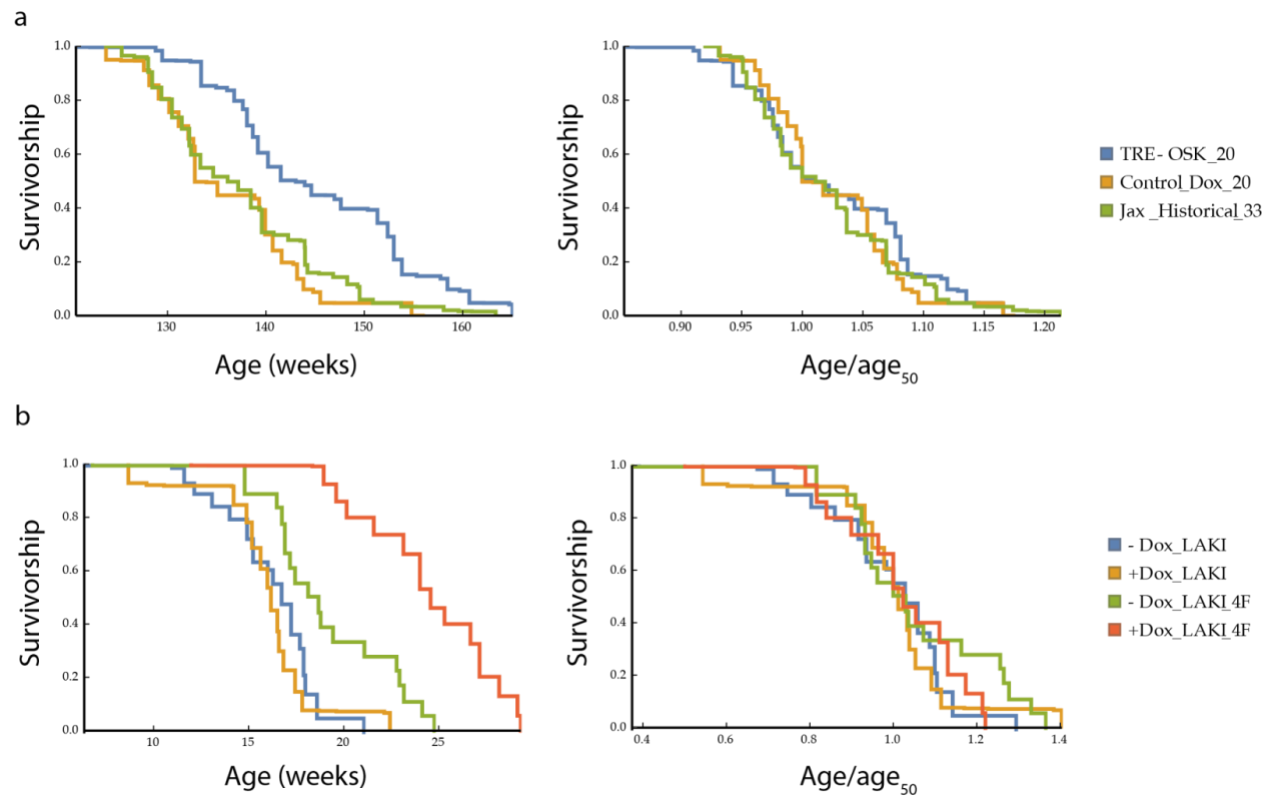 a
1.0
0.8
0.6
0.4
0.2
0.0
Survivorship
130 140 150 160
Age (weeks)
1.0
0.8
0.6
0.4
0.2
0.0
Survivorship
0.90 0.95 1.00 1.05 1.10 1.15 1.20
Age/age50
TRE- OSK_20
Control_Dox_20
Jax _Historical_33
b
1.0
0.8
0.6
0.4
0.2
0.0
Survivorship
10 15 20 25
Age (weeks)
1.0
0.8
0.6
0.4
0.2
0.0
Survivorship
0.4 0.6 0.8 1.0 1.2 1.4
Age/age50
- Dox_LAKI
+Dox_LAKI
- Dox_LAKI_4F
+Dox_LAKI_4F